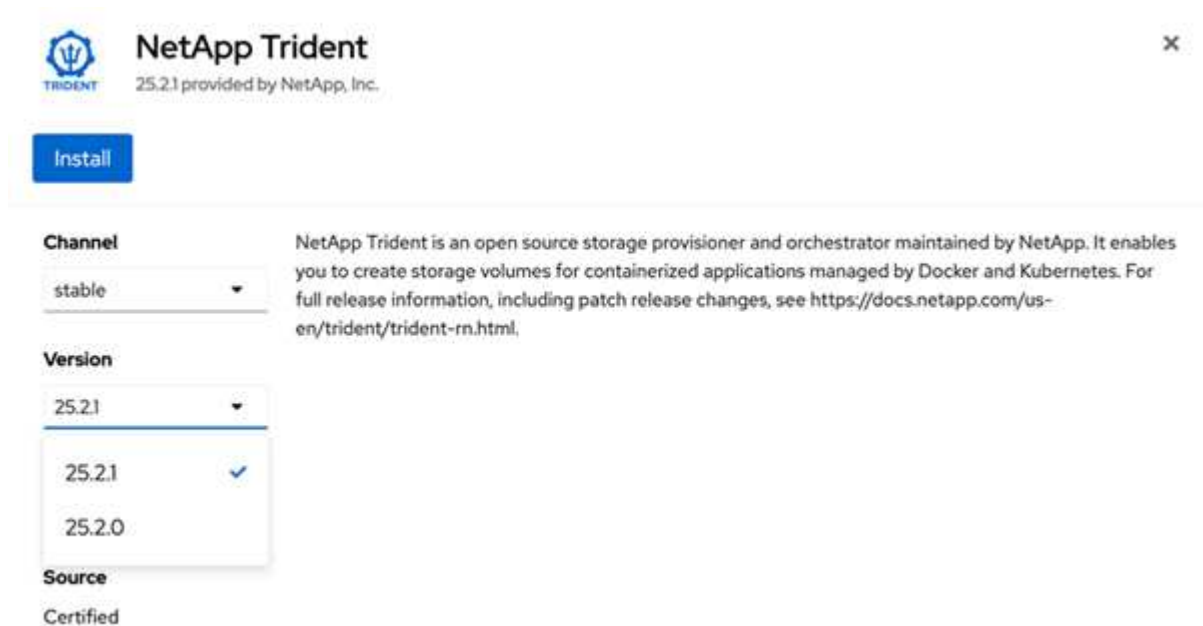 NetApp Trident
TRIDENT
25.2.1 provided by NetApp, Inc.
Install
Channel
stable
NetApp Trident is an open source storage provisioner and orchestrator maintained by NetApp. It enables
you to create storage volumes for containerized applications managed by Docker and Kubernetes. For
full release information, including patch release changes, see https://docs.netapp.com/us-
en/trident/trident-rn.html.
Version
25.2.1
25.2.1
25.2.0
Source
Certified